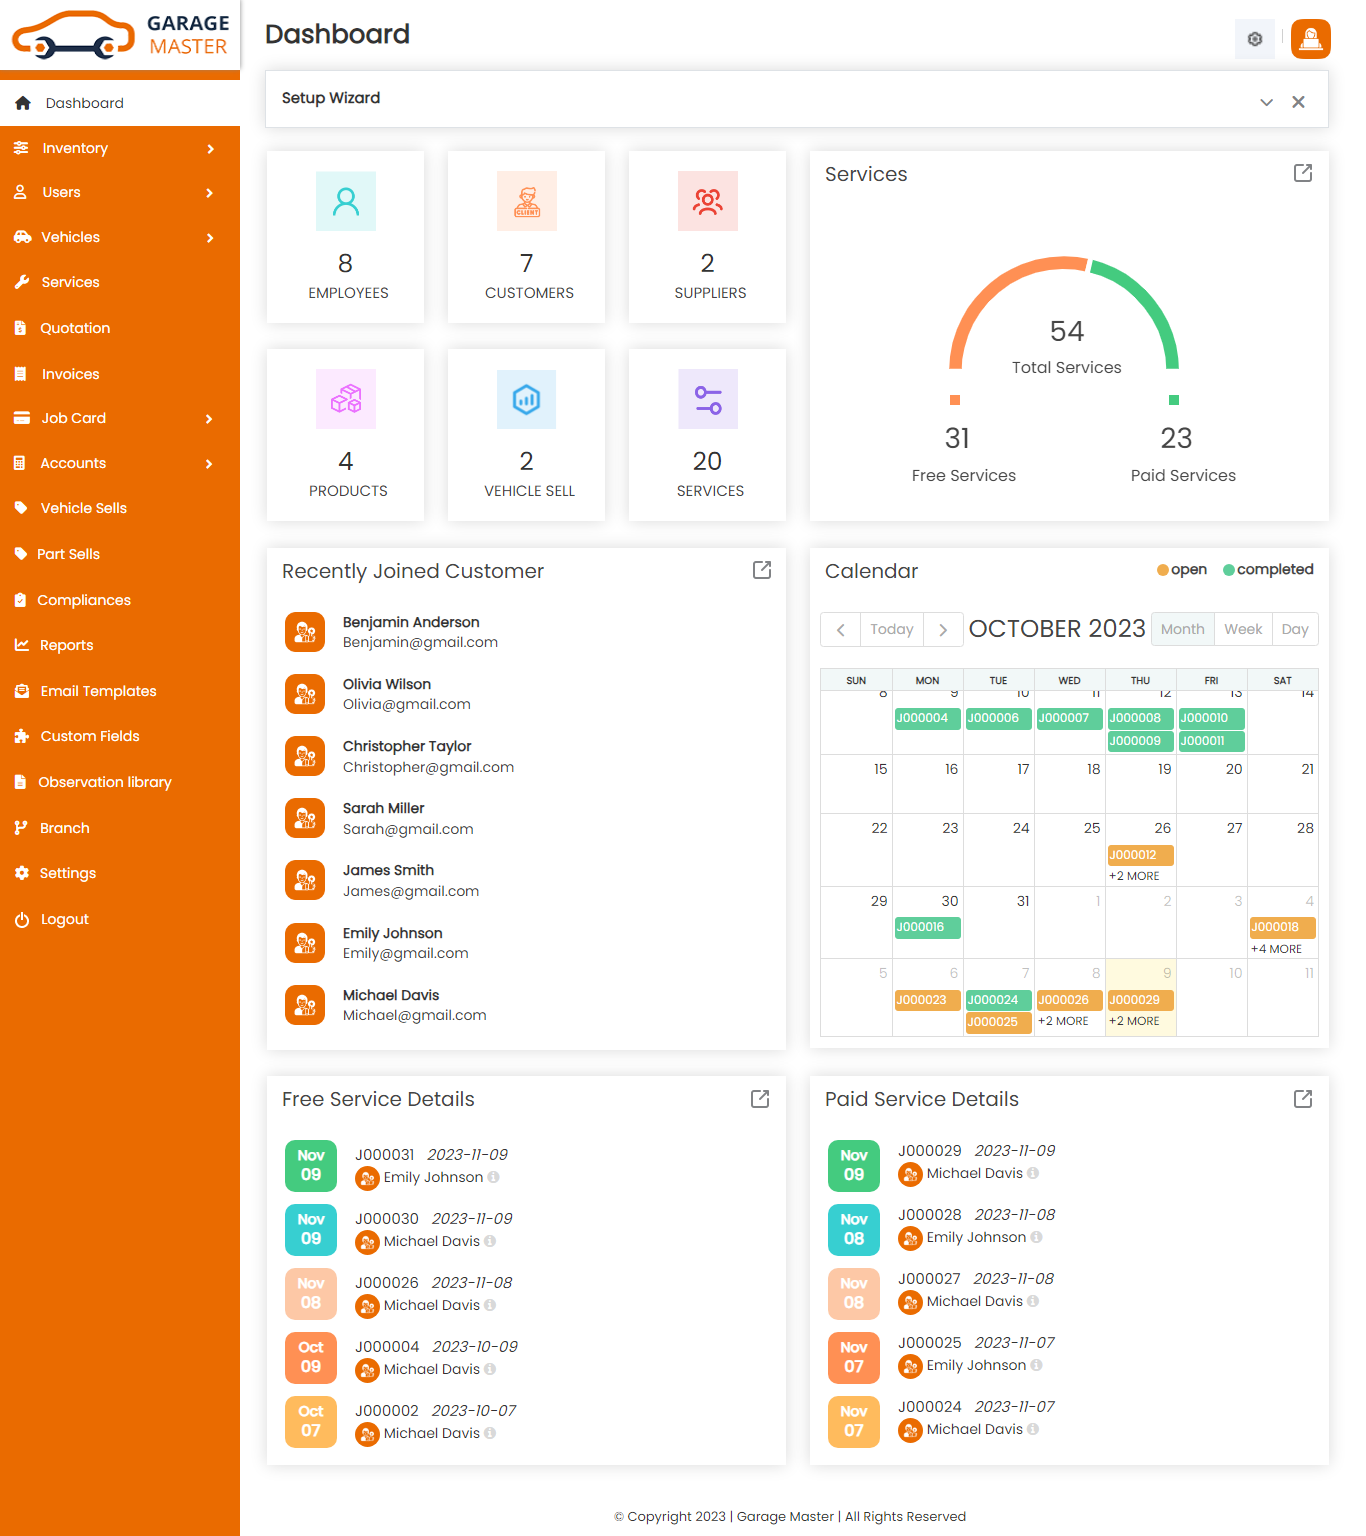 GARAGE
MASTER
Dashboard
Dashboard
Inventory
Users
Vehicles
Services
Quotation
Invoices
Job Card
Accounts
Vehicle Sells
Part Sells
Compliances
Reports
Email Templates
Custom Fields
Observation library
Branch
Settings
Logout
Setup Wizard
8
EMPLOYEES
CLIENT
7
CUSTOMERS
2
SUPPLIERS
4
PRODUCTS
2
VEHICLE SELL
20
SERVICES
Services
54
Total Services
31
Free Services
23
Paid Services
Recently Joined Customer
Benjamin Anderson
Benjamin@gmail.com
Olivia Wilson
Olivia@gmail.com
Christopher Taylor
Christopher@gmail.com
Sarah Miller
Sarah@gmail.com
James Smith
James@gmail.com
Emily Johnson
Emily@gmail.com
Michael Davis
Michael@gmail.com
Calendar
open completed
Today OCTOBER 2023 Month Week Day
SUN MON TUE WED THU FRI SAT
8 9 10 11 12 13 14
J000004 J000006 J000007 J000008 J000010
J000009 J000011
15 16 17 18 19 20 21
22 23 24 25 26 27 28
J000012
+2 MORE
29 30 31 1 2 3 4
J000016 J000018
+4 MORE
5 6 7 8 9 10 11
J000023 J000024 J000026 J000029
J000025 +2 MORE +2 MORE
Free Service Details
Nov 09
J000031 2023-11-09
Emily Johnson
Nov 09
J000030 2023-11-09
Michael Davis
Nov 08
J000026 2023-11-08
Michael Davis
Oct 09
J000004 2023-10-09
Michael Davis
Oct 07
J000002 2023-10-07
Michael Davis
Paid Service Details
Nov 09
J000029 2023-11-09
Michael Davis
Nov 08
J000028 2023-11-08
Emily Johnson
Nov 08
J000027 2023-11-08
Michael Davis
Nov 07
J000025 2023-11-07
Emily Johnson
Nov 07
J000024 2023-11-07
Michael Davis
© Copyright 2023 | Garage Master | All Rights Reserved